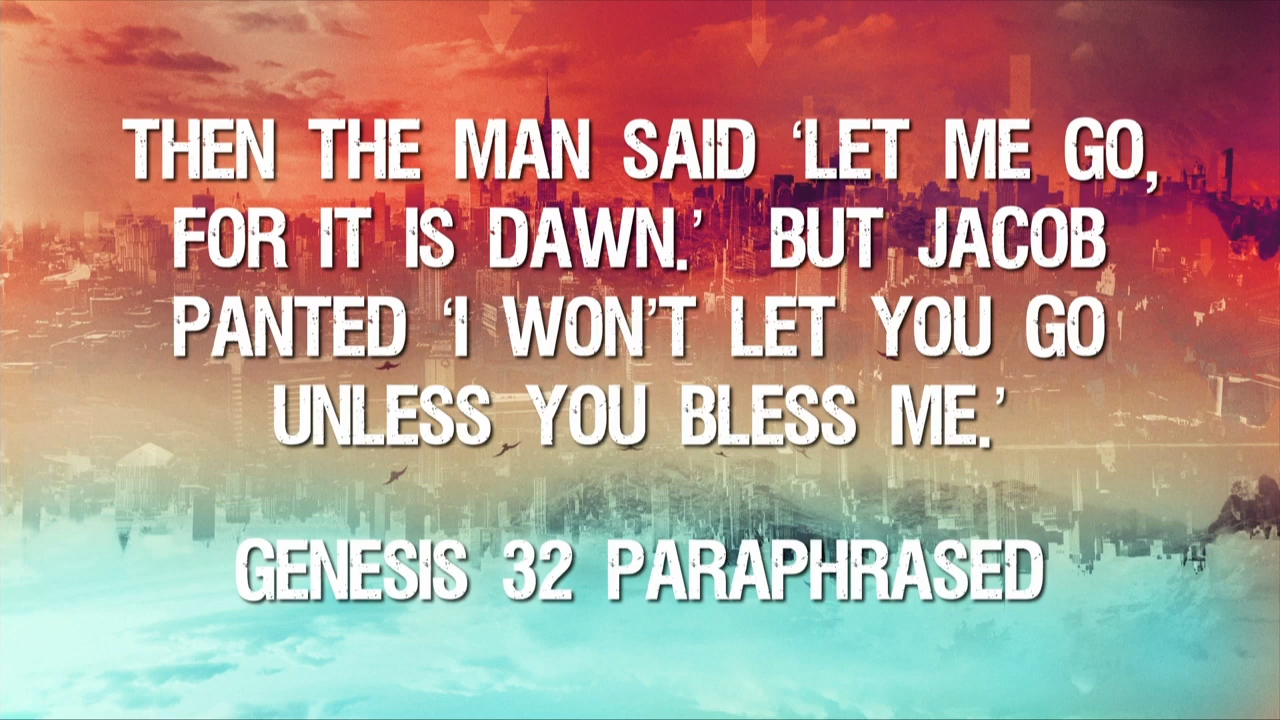 THEN THE MAN SAID ‘LET ME GO,
FOR IT IS DAWN.’ BUT JACOB
PANTED ‘I WON’T LET YOU GO
UNLESS YOU BLESS ME.’
GENESIS 32 PARAPHRASED